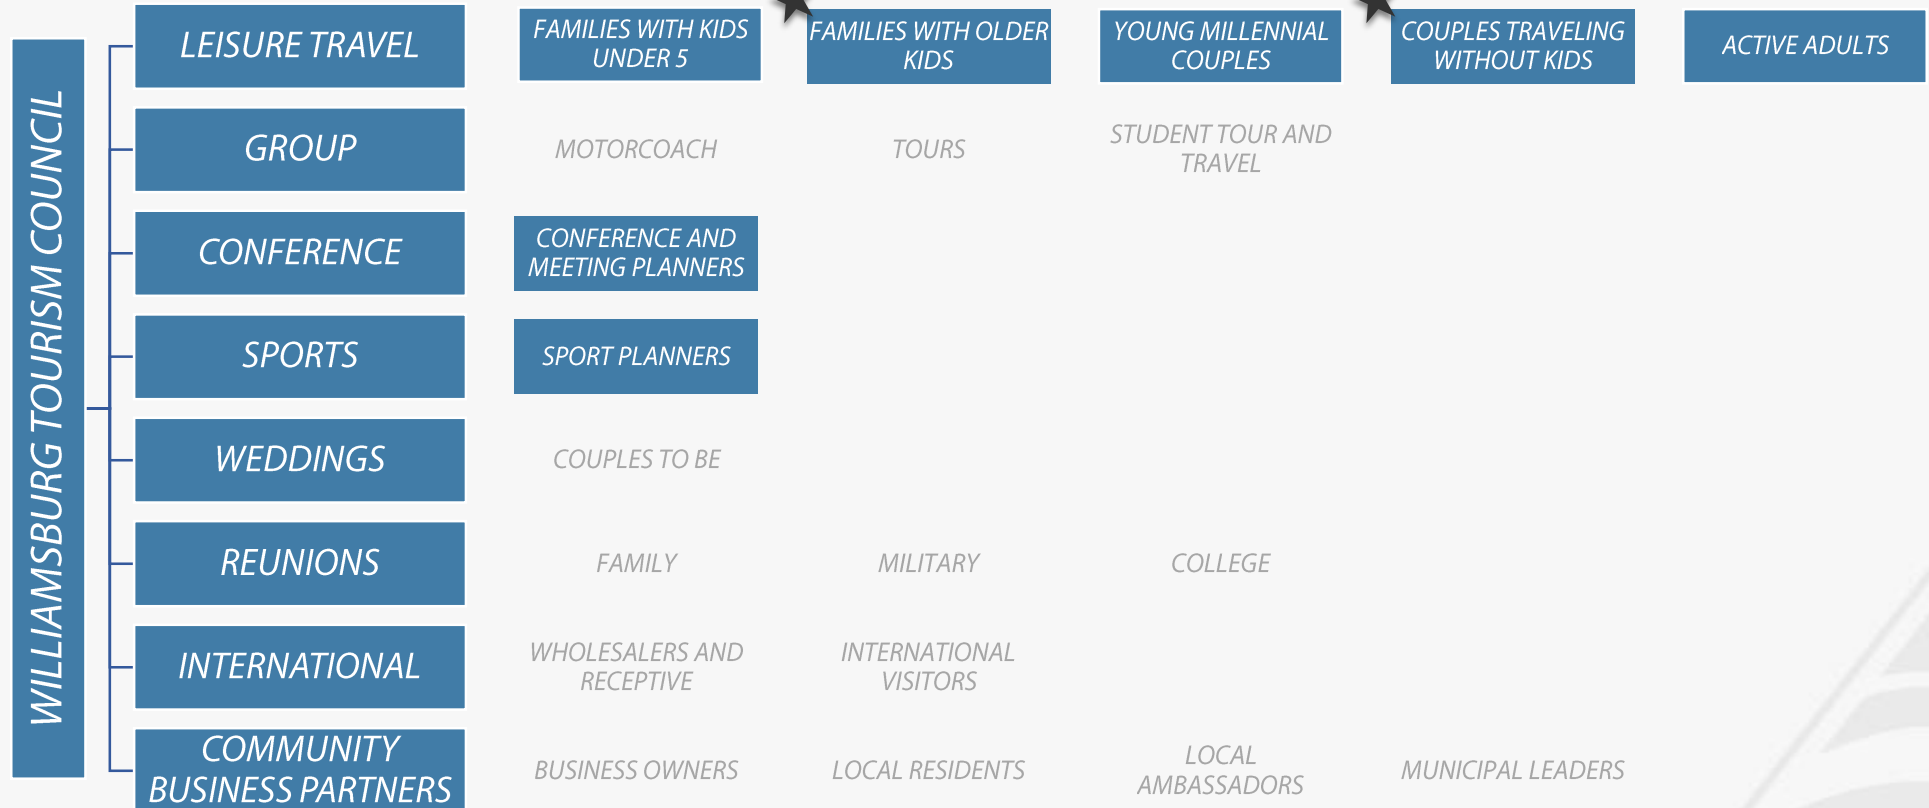 WILLIAMSBURG TOURISM COUNCIL
LEISURE TRAVEL
FAMILIES WITH KIDS
UNDER 5
FAMILIES WITH OLDER
KIDS
YOUNG MILLENNIAL
COUPLES
COUPLES TRAVELING
WITHOUT KIDS
ACTIVE ADULTS
GROUP
MOTORCOACH
TOURS
STUDENT TOUR AND
TRAVEL
CONFERENCE
CONFERENCE AND
MEETING PLANNERS
SPORTS
SPORT PLANNERS
WEDDINGS
COUPLES TO BE
REUNIONS
FAMILY
MILITARY
COLLEGE
INTERNATIONAL
WHOLESALERS AND
RECEPTIVE
INTERNATIONAL
VISITORS
COMMUNITY
BUSINESS PARTNERS
BUSINESS OWNERS
LOCAL RESIDENTS
LOCAL
AMBASSADORS
MUNICIPAL LEADERS